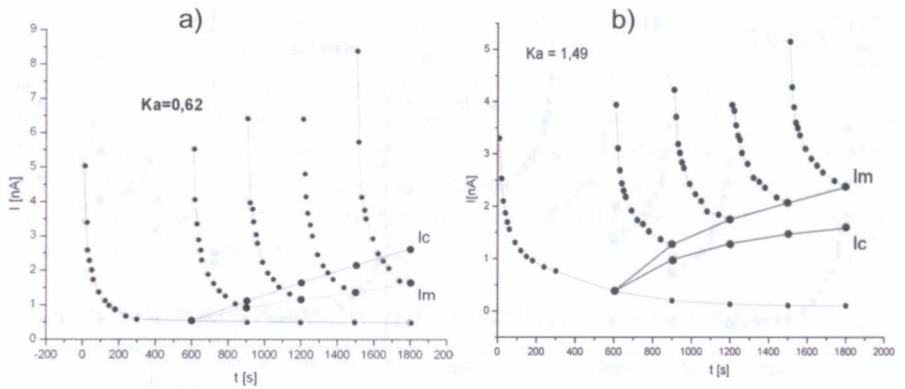 a)
9
8
7
6
5
4
3
2
1
0
I [nA]
Ka=0,62
Ic
Im
-200 0 200 400 600 800 1000 1200 1400 1600 1800 200
t [s]
b)
5
4
3
2
1
0
I[nA]
Ka = 1,49
Im
Ic
0 200 400 600 800 1000 1200 1400 1600 1800 2000
t [s]